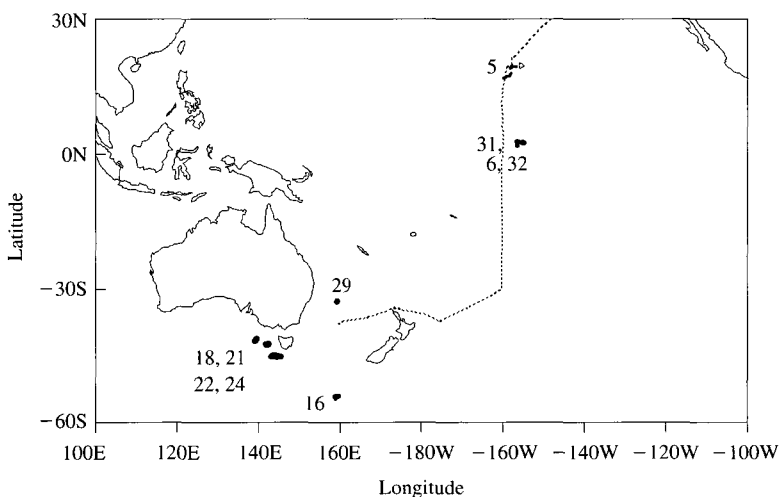 30N
5
31,
0N
6, 32
Latitude
29
−30S
18, 21
22, 24
16
−60S
100E 120E 140E 160E −180W −160W −140W −120W −100W
Longitude